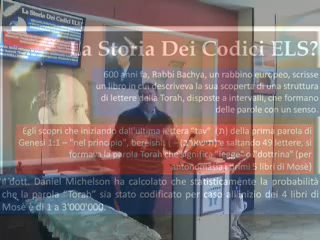 La Storia Dei Codici ELS?
La Storia Dei Codici ELS?
600 anni fa, Rabbi Bachya, un rabbino europeo, scrisse
un libro in cui descriveva la sua scoperta di una struttura
di lettere della Torah, disposte a intervalli, che formano
delle parole con un senso.
Egli scoprì che iniziando dall'ultima lettera "tav" (ת) della prima parola di
Genesi 1:1 – "nel principio", bereishit e saltando 49 lettere, si
formava la parola Torah che significa "legge" o "dottrina" (per
antonomasia i primi 5 libri di Mosè)
Il dott. Daniel Michelson ha calcolato che statisticamente la probabilità
che la parola "Torah" sia stato codificato per caso all'inizio dei 4 libri di
Mosè è di 1 a 3'000'000.